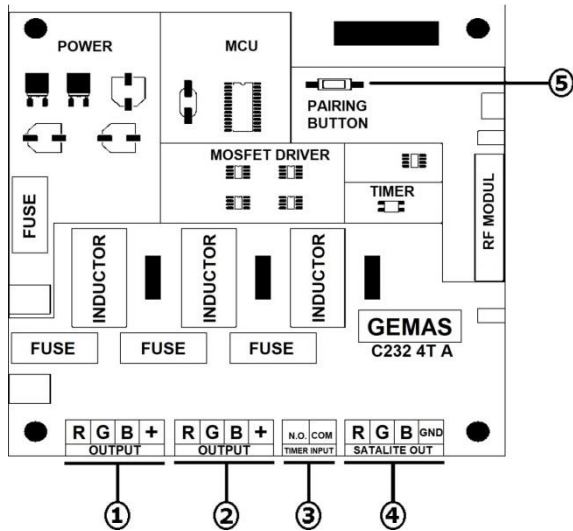 POWER
MCU
5
PAIRING
BUTTON
MOSFET DRIVER
TIMER
FUSE
RF MODUL
INDUCTOR
INDUCTOR
INDUCTOR
GEMAS
C232 4T A
FUSE
FUSE
FUSE
R G B +
OUTPUT
R G B +
OUTPUT
N.O. COM
TIMER INPUT
R G B GND
SATALITE OUT
1
2
3
4